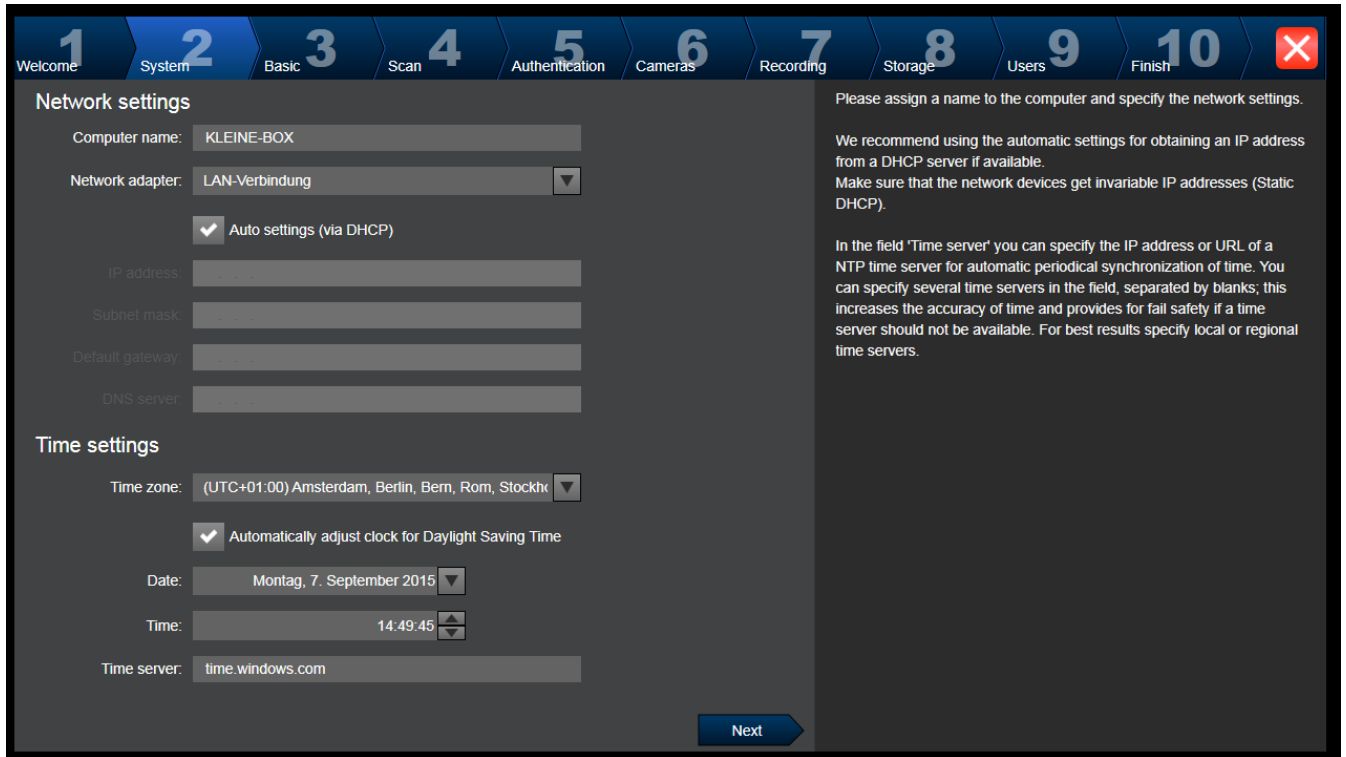 1 Welcome
2 System
3 Basic
4 Scan
5 Authentication
6 Cameras
7 Recording
8 Storage
9 Users
10 Finish
Network settings
Computer name: KLEINE-BOX
Network adapter: LAN-Verbindung
Auto settings (via DHCP)
IP address: . . .
Subnet mask: . . .
Default gateway: . . .
DNS server: . . .
Time settings
Time zone: (UTC+01:00) Amsterdam, Berlin, Bern, Rom, Stockh
Automatically adjust clock for Daylight Saving Time
Date: Montag, 7. September 2015
Time: 14:49:45
Time server: time.windows.com
Next
Please assign a name to the computer and specify the network settings.
We recommend using the automatic settings for obtaining an IP address
from a DHCP server if available.
Make sure that the network devices get invariable IP addresses (Static
DHCP).
In the field 'Time server' you can specify the IP address or URL of a
NTP time server for automatic periodical synchronization of time. You
can specify several time servers in the field, separated by blanks; this
increases the accuracy of time and provides for fail safety if a time
server should not be available. For best results specify local or regional
time servers.